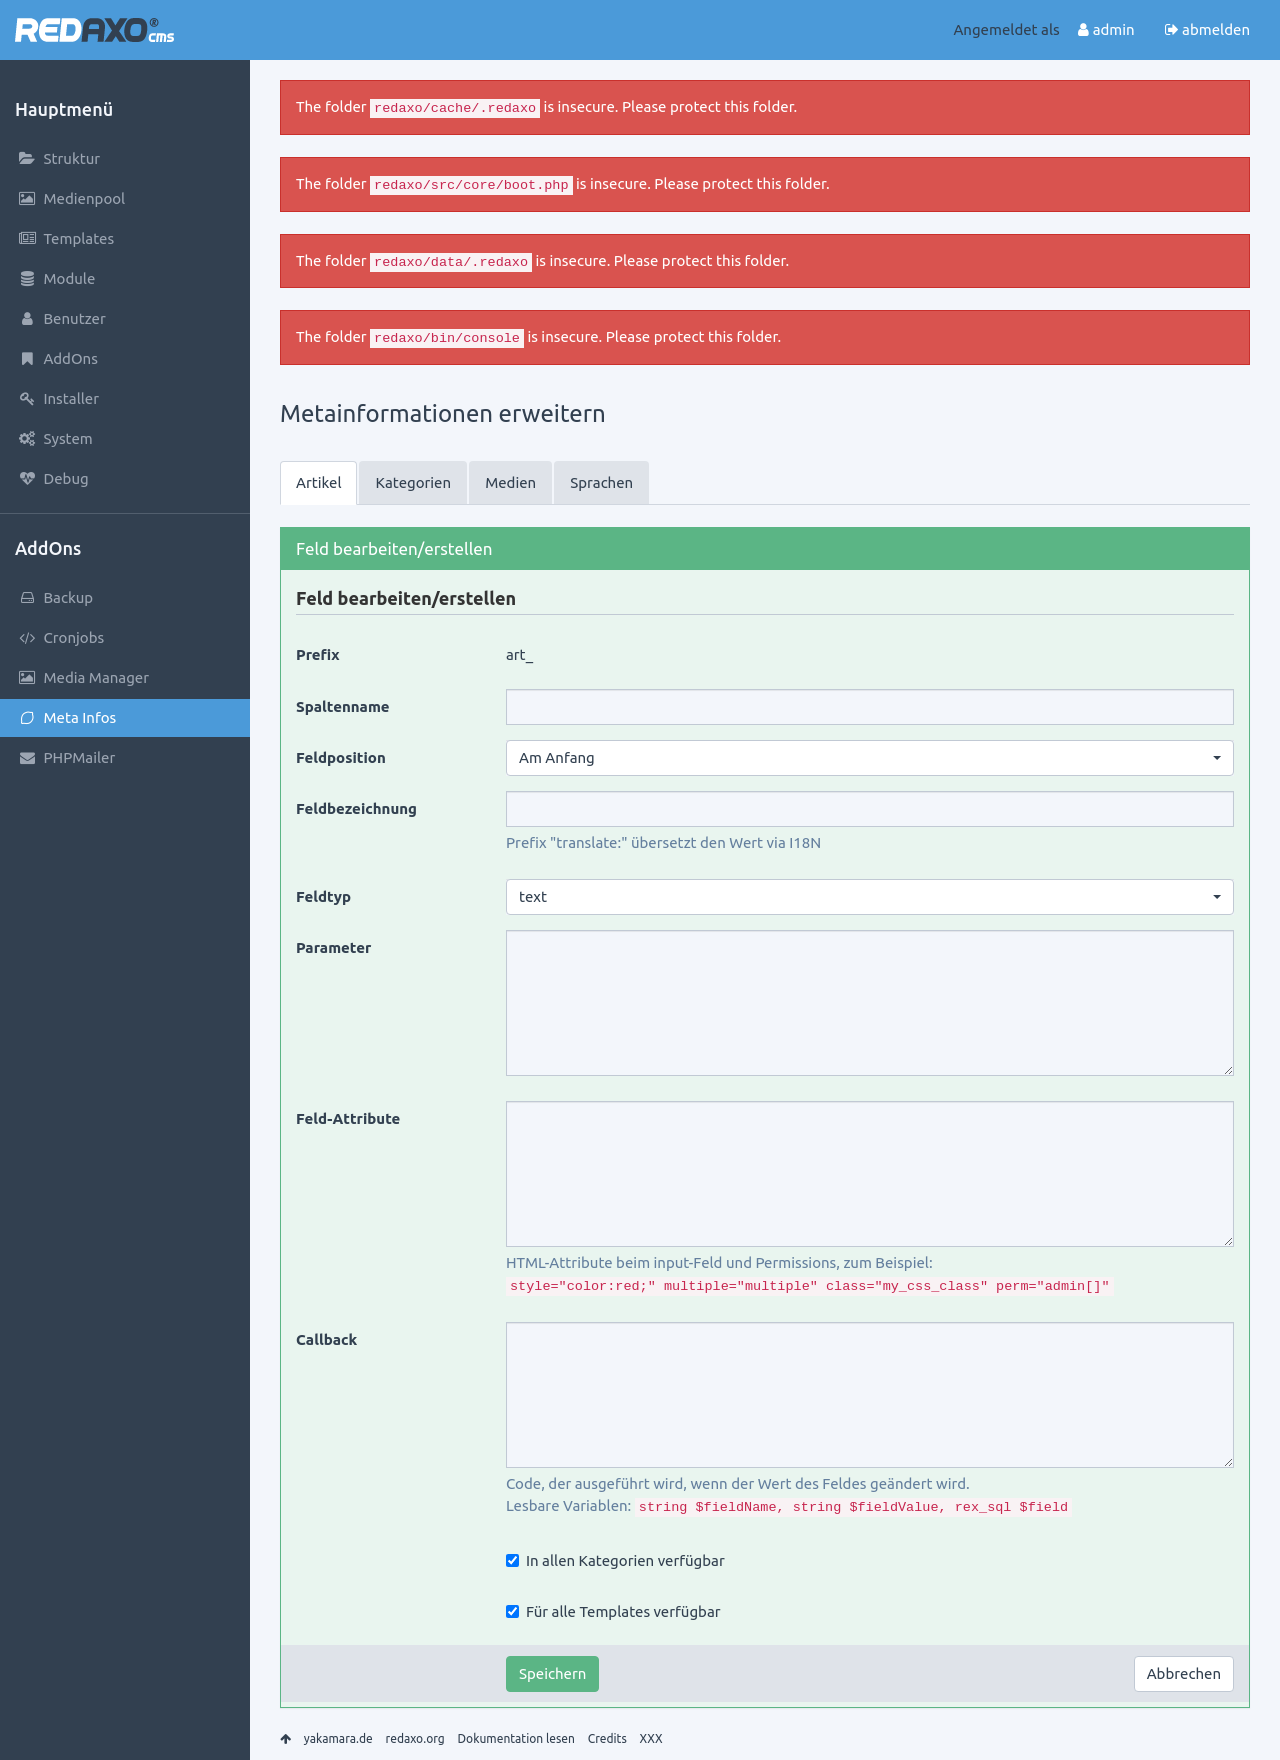 REDAXO® cms
Angemeldet als admin abmelden
Hauptmenü
Struktur
Medienpool
Templates
Module
Benutzer
AddOns
Installer
System
Debug
AddOns
Backup
Cronjobs
Media Manager
Meta Infos
PHPMailer
The folder redaxo/cache/.redaxo is insecure. Please protect this folder.
The folder redaxo/src/core/boot.php is insecure. Please protect this folder.
The folder redaxo/data/.redaxo is insecure. Please protect this folder.
The folder redaxo/bin/console is insecure. Please protect this folder.
Metainformationen erweitern
Artikel Kategorien Medien Sprachen
Feld bearbeiten/erstellen
Feld bearbeiten/erstellen
Prefix art_
Spaltenname
Feldposition Am Anfang
Feldbezeichnung
Prefix "translate:" übersetzt den Wert via I18N
Feldtyp text
Parameter
Feld-Attribute
HTML-Attribute beim input-Feld und Permissions, zum Beispiel:
style="color:red;" multiple="multiple" class="my_css_class" perm="admin[]"
Callback
Code, der ausgeführt wird, wenn der Wert des Feldes geändert wird.
Lesbare Variablen: string $fieldName, string $fieldValue, rex_sql $field
In allen Kategorien verfügbar
Für alle Templates verfügbar
Speichern Abbrechen
yakamara.de redaxo.org Dokumentation lesen Credits XXX